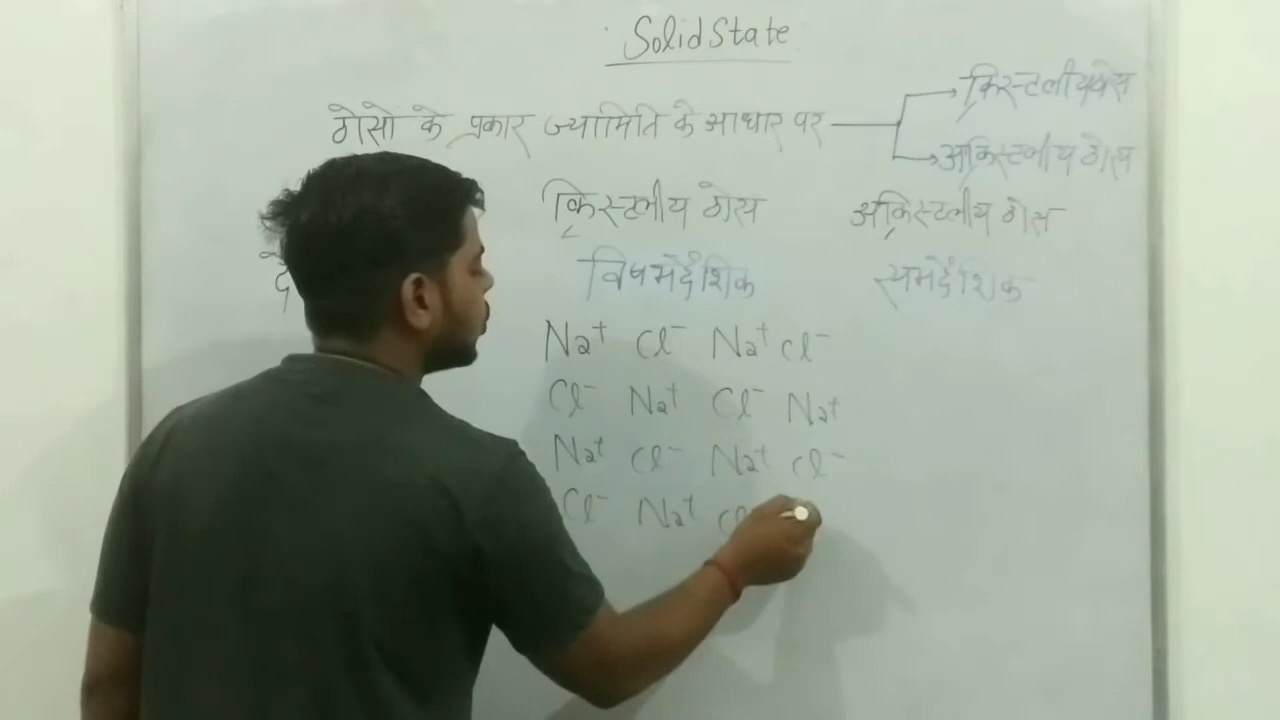 Solid State
ठोसों के प्रकार ज्यामिति के आधार पर
क्रिस्टलीय ठोस
अक्रिस्टलीय ठोस
क्रिस्टलीय ठोस अक्रिस्टलीय ठोस
विषमदैशिक समदैशिक
Na⁺ Cl⁻ Na⁺ Cl⁻
Cl⁻ Na⁺ Cl⁻ Na⁺
Na⁺ Cl⁻ Na⁺ Cl⁻
Cl⁻ Na⁺ Cl